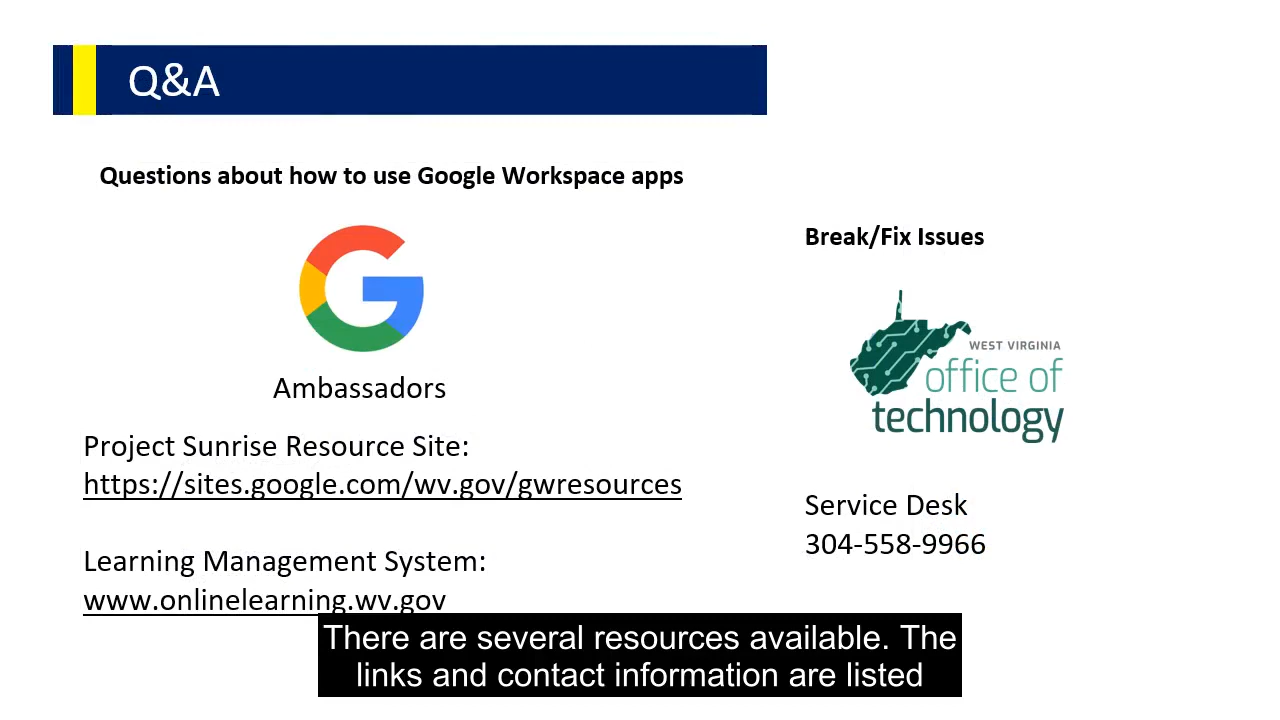 Q&A
Questions about how to use Google Workspace apps
Ambassadors
Project Sunrise Resource Site:
https://sites.google.com/wv.gov/gwresources
Learning Management System:
www.onlinelearning.wv.gov
Break/Fix Issues
WEST VIRGINIA
office of
technology
Service Desk
304-558-9966
There are several resources available. The
links and contact information are listed